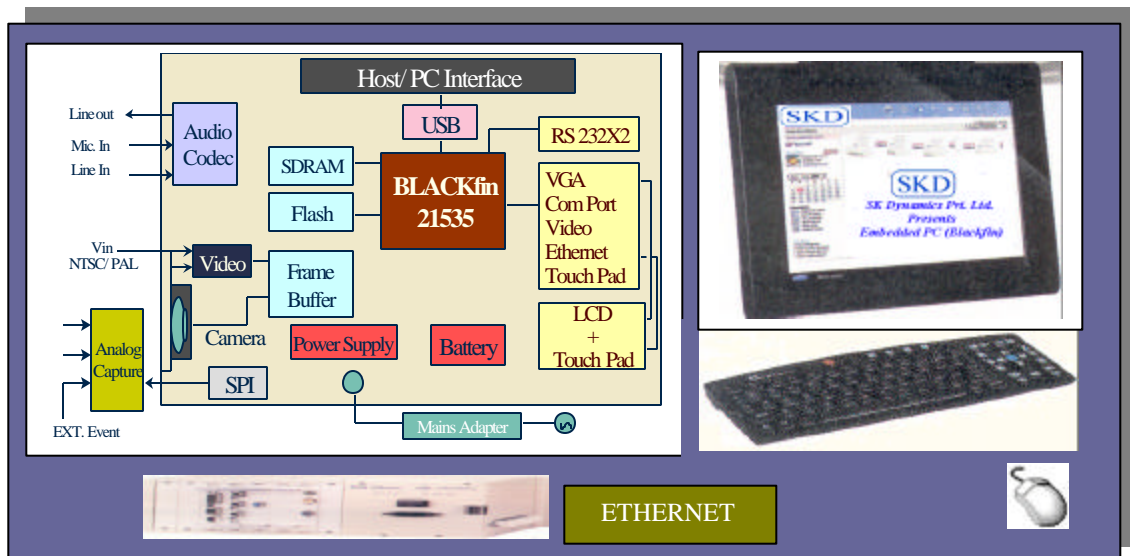 Host/ PC Interface
Line out
Mic. In
Line In
Audio
Codec
USB
RS 232X2
SDRAM
Flash
BLACKfin
21535
VGA
Com Port
Video
Ethernet
Touch Pad
Vin
NTSC/ PAL
Video
Frame
Buffer
Camera
LCD
+
Touch Pad
Power Supply
Battery
Analog
Capture
SPI
EXT. Event
Mains Adapter
SKD
SKD
SK Dynamics Pvt. Ltd.
Presents
Embedded PC (Blackfin)
ETHERNET